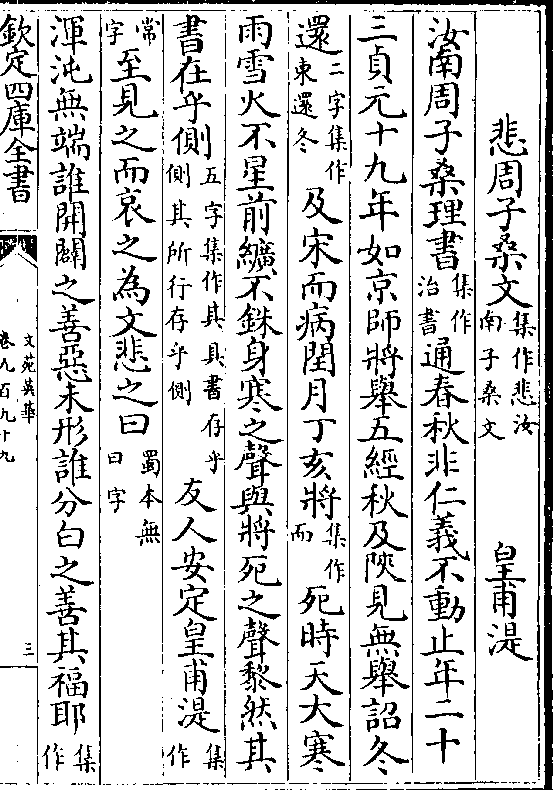 悲周子桑文集作悲汝南子桑文　皇甫湜
汝南周子桑理書集作治書通春秋非仁義不動止年二十
三貞元十九年如京師將舉五經秋及陝見無舉詔冬
還二字集作東還冬及宋而病閏月丁亥將集作而死時天大寒
雨雪火不星前纊不銖身寒之聲與將死之聲黎然其
書在乎側五字集作其具書存乎側其所行存乎側友人安定皇甫湜集作
常字至見之而哀之為文悲之曰蜀本無曰字
渾沌無端誰開闢之善惡未形誰分白之善其福耶集作
欽定四庫全書
文苑英華
卷九百九十九
三